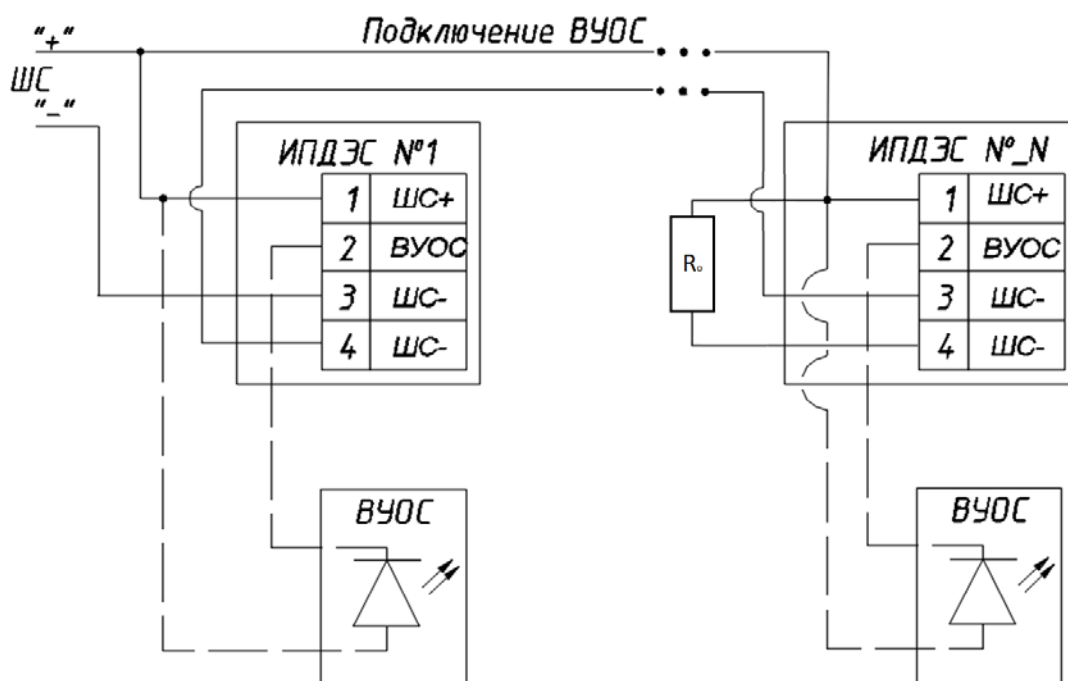 "+"
Подключение ВУОС
ШС
"-"
ИПДЭС №1
1 ШС+
2 ВУОС
3 ШС-
4 ШС-
ИПДЭС №_N
1 ШС+
2 ВУОС
3 ШС-
4 ШС-
Rₒ
ВУОС
ВУОС